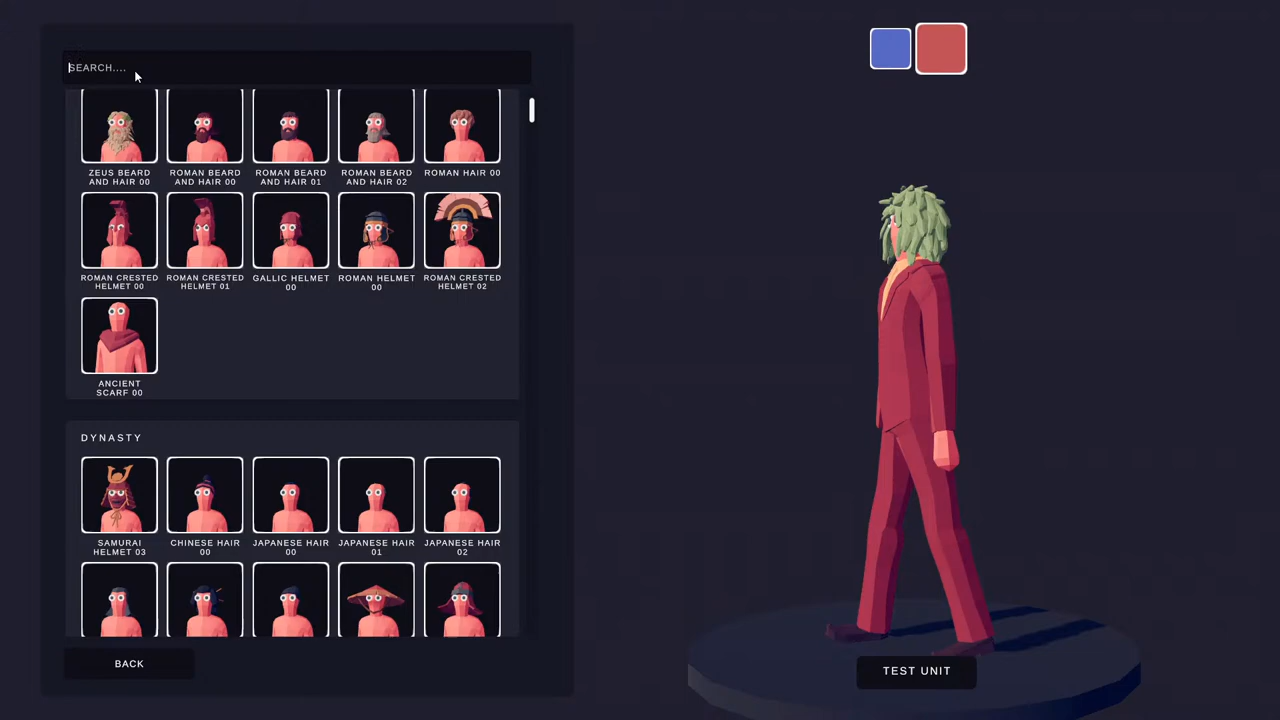 SEARCH....
ZEUS BEARD
AND HAIR 00
ROMAN BEARD
AND HAIR 00
ROMAN BEARD
AND HAIR 01
ROMAN BEARD
AND HAIR 02
ROMAN HAIR 00
ROMAN CRESTED
HELMET 00
ROMAN CRESTED
HELMET 01
GALLIC HELMET
00
ROMAN HELMET
00
ROMAN CRESTED
HELMET 02
ANCIENT
SCARF 00
DYNASTY
SAMURAI
HELMET 03
CHINESE HAIR
00
JAPANESE HAIR
00
JAPANESE HAIR
01
JAPANESE HAIR
02
BACK
TEST UNIT